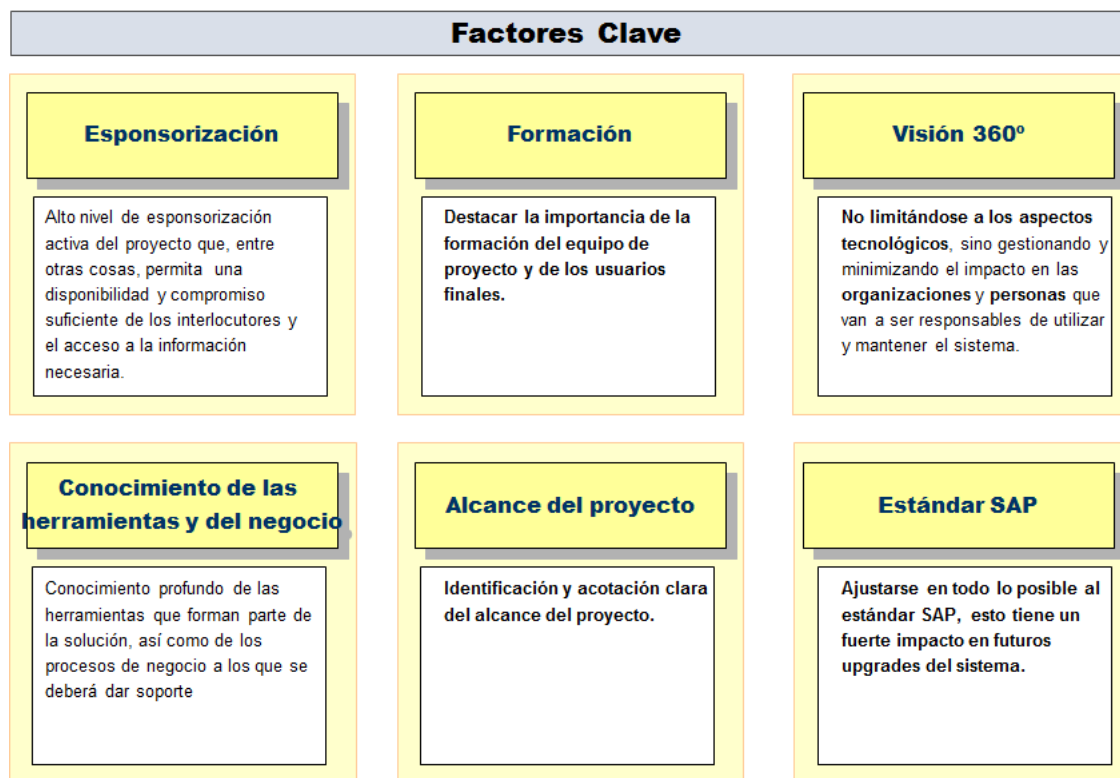 Factores Clave
Esponsorización
Alto nivel de esponsorización
activa del proyecto que, entre
otras cosas, permita una
disponibilidad y compromiso
suficiente de los interlocutores y
el acceso a la información
necesaria.
Formación
Destacar la importancia de la
formación del equipo de
proyecto y de los usuarios
finales.
Visión 360º
No limitándose a los aspectos
tecnológicos, sino gestionando y
minimizando el impacto en las
organizaciones y personas que
van a ser responsables de utilizar
y mantener el sistema.
Conocimiento de las
herramientas y del negocio
Conocimiento profundo de las
herramientas que forman parte de
la solución, así como de los
procesos de negocio a los que se
deberá dar soporte
Alcance del proyecto
Identificación y acotación clara
del alcance del proyecto.
Estándar SAP
Ajustarse en todo lo posible al
estándar SAP, esto tiene un
fuerte impacto en futuros
upgrades del sistema.